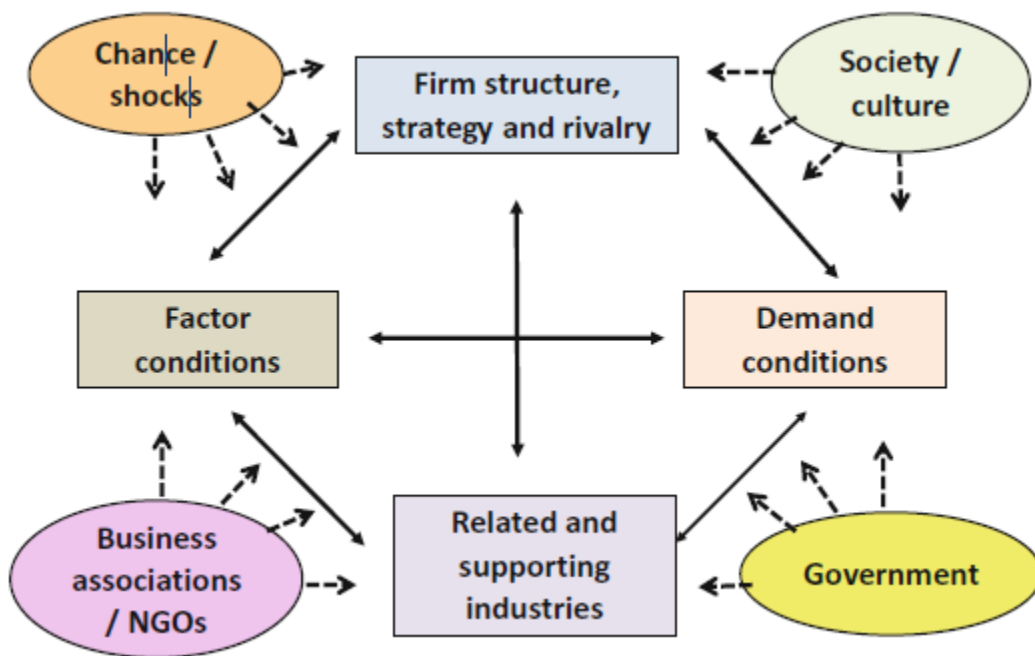 Chance /
shocks
Firm structure,
strategy and rivalry
Society /
culture
Factor
conditions
Demand
conditions
Business
associations
/ NGOs
Related and
supporting
industries
Government